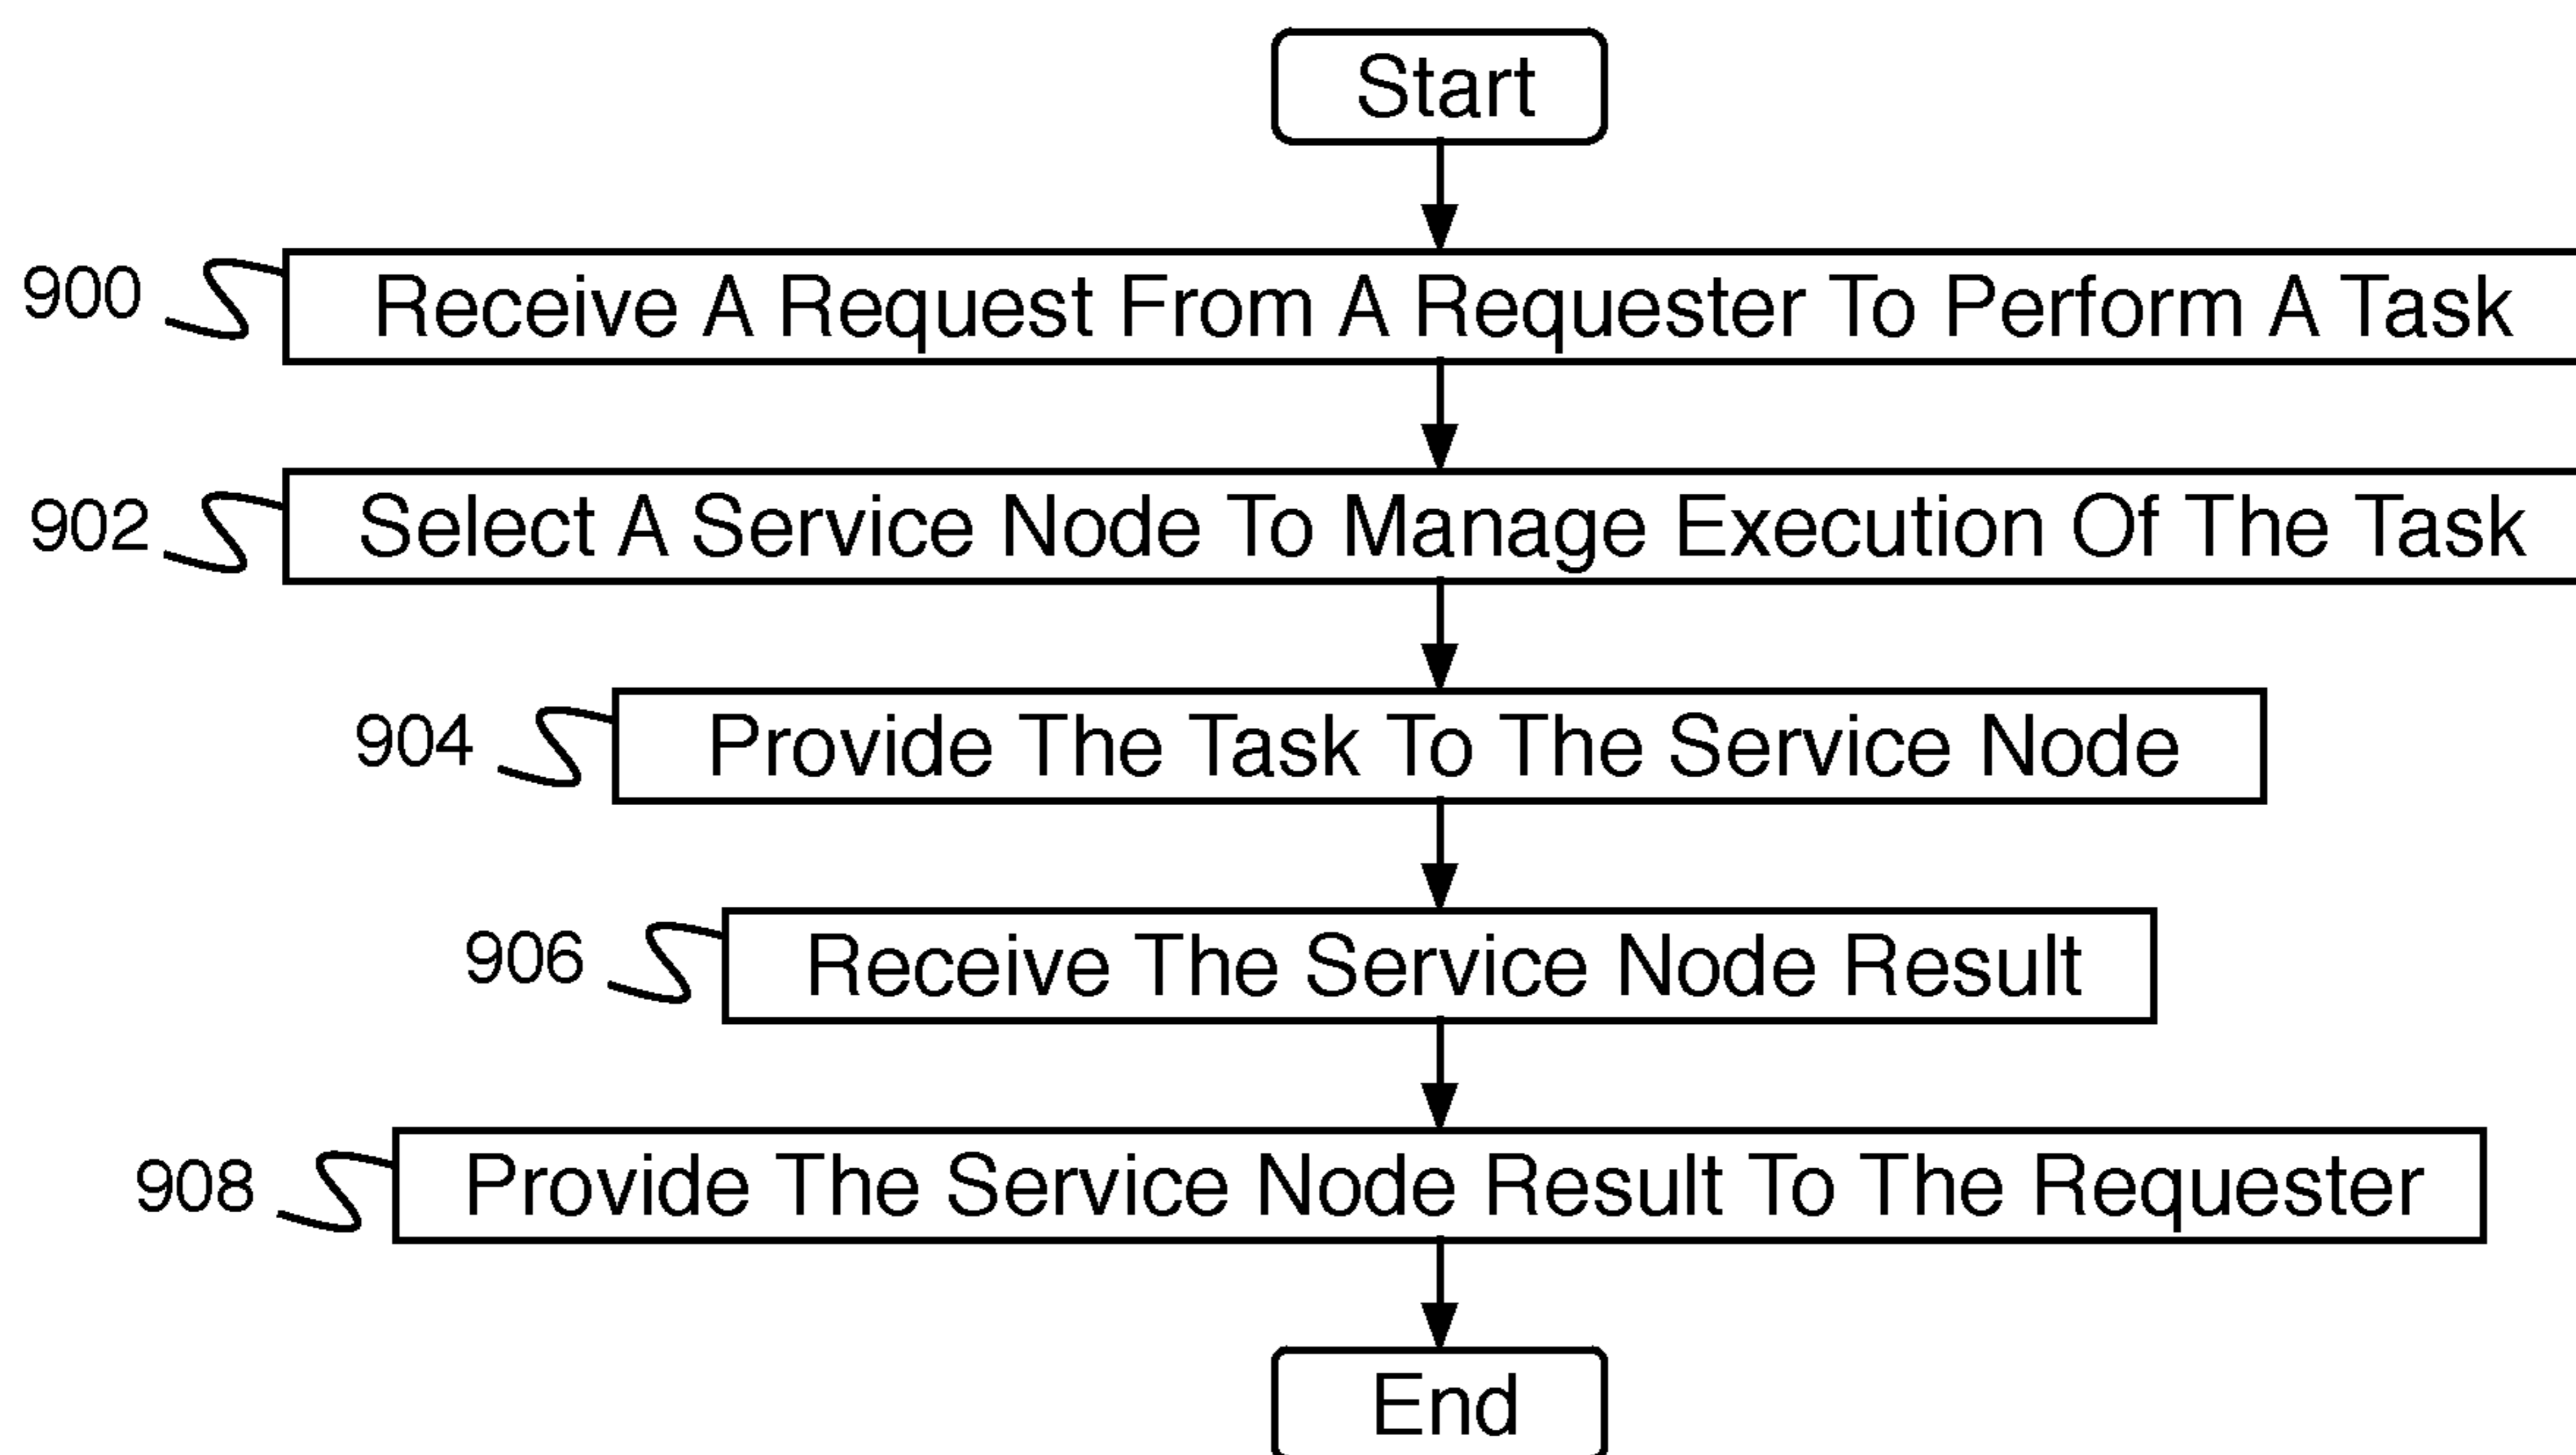 Start
900 Receive A Request From A Requester To Perform A Task
902 Select A Service Node To Manage Execution Of The Task
904 Provide The Task To The Service Node
906 Receive The Service Node Result
908 Provide The Service Node Result To The Requester
End